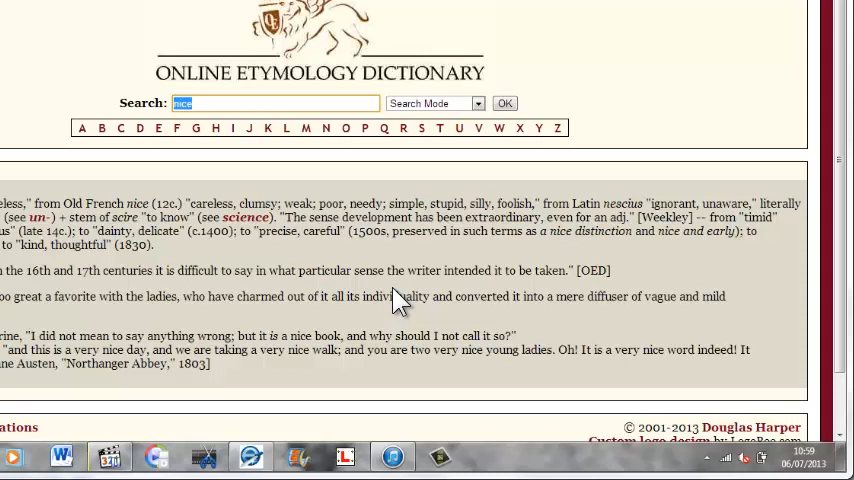 OE
ONLINE ETYMOLOGY DICTIONARY
Search: nice Search Mode OK
A B C D E F G H I J K L M N O P Q R S T U V W X Y Z
eless," from Old French nice (12c.) "careless, clumsy; weak; poor, needy; simple, stupid, silly, foolish," from Latin nescius "ignorant, unaware," literally
(see un-) + stem of scire "to know" (see science). "The sense development has been extraordinary, even for an adj." [Weekley] -- from "timid"
us" (late 14c.); to "dainty, delicate" (c.1400); to "precise, careful" (1500s, preserved in such terms as a nice distinction and nice and early); to
to "kind, thoughtful" (1830).
n the 16th and 17th centuries it is difficult to say in what particular sense the writer intended it to be taken." [OED]
oo great a favorite with the ladies, who have charmed out of it all its individuality and converted it into a mere diffuser of vague and mild
rine, "I did not mean to say anything wrong; but it is a nice book, and why should I not call it so?"
"and this is a very nice day, and we are taking a very nice walk; and you are two very nice young ladies. Oh! It is a very nice word indeed! It
ne Austen, "Northanger Abbey," 1803]
ations
© 2001-2013 Douglas Harper
Custom logo design by LogoBee.com
W
321
L
10:59
06/07/2013